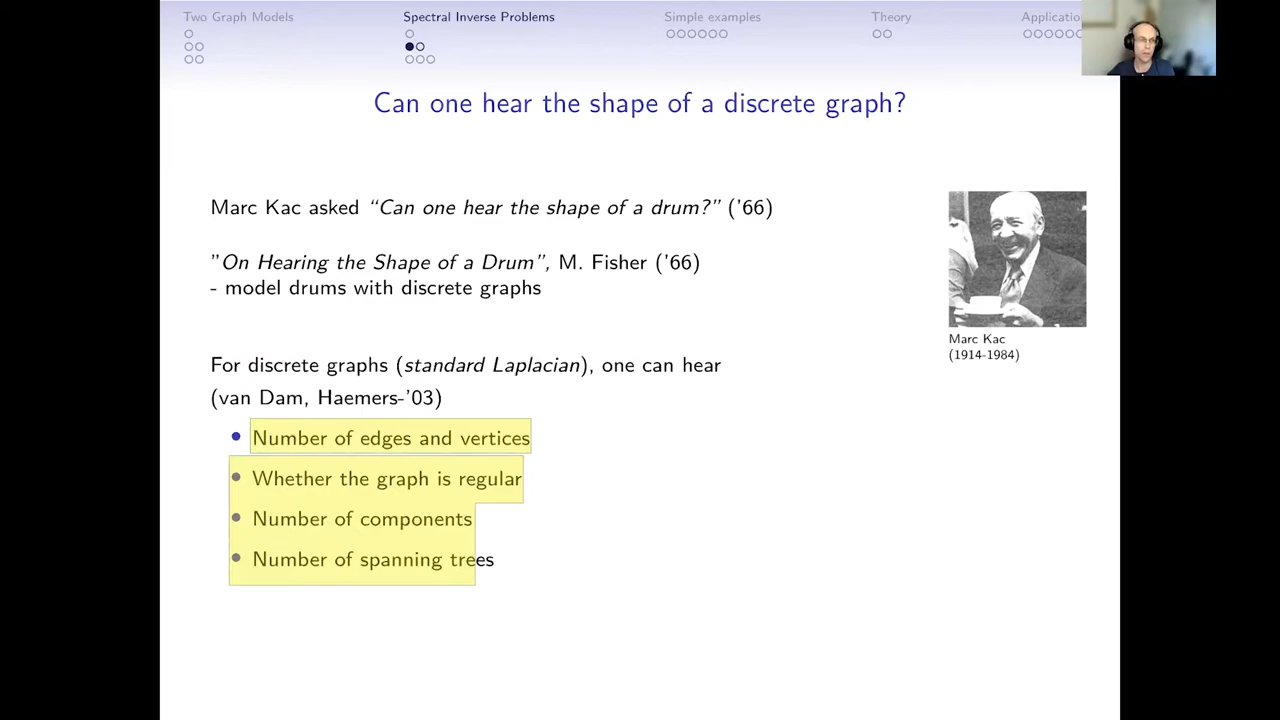 Two Graph Models
Spectral Inverse Problems
Simple examples
Theory
Applicatio
Can one hear the shape of a discrete graph?
Marc Kac asked “Can one hear the shape of a drum?” ('66)
”On Hearing the Shape of a Drum”, M. Fisher ('66)
- model drums with discrete graphs
Marc Kac
(1914-1984)
For discrete graphs (standard Laplacian), one can hear
(van Dam, Haemers-'03)
• Number of edges and vertices
• Whether the graph is regular
• Number of components
• Number of spanning trees